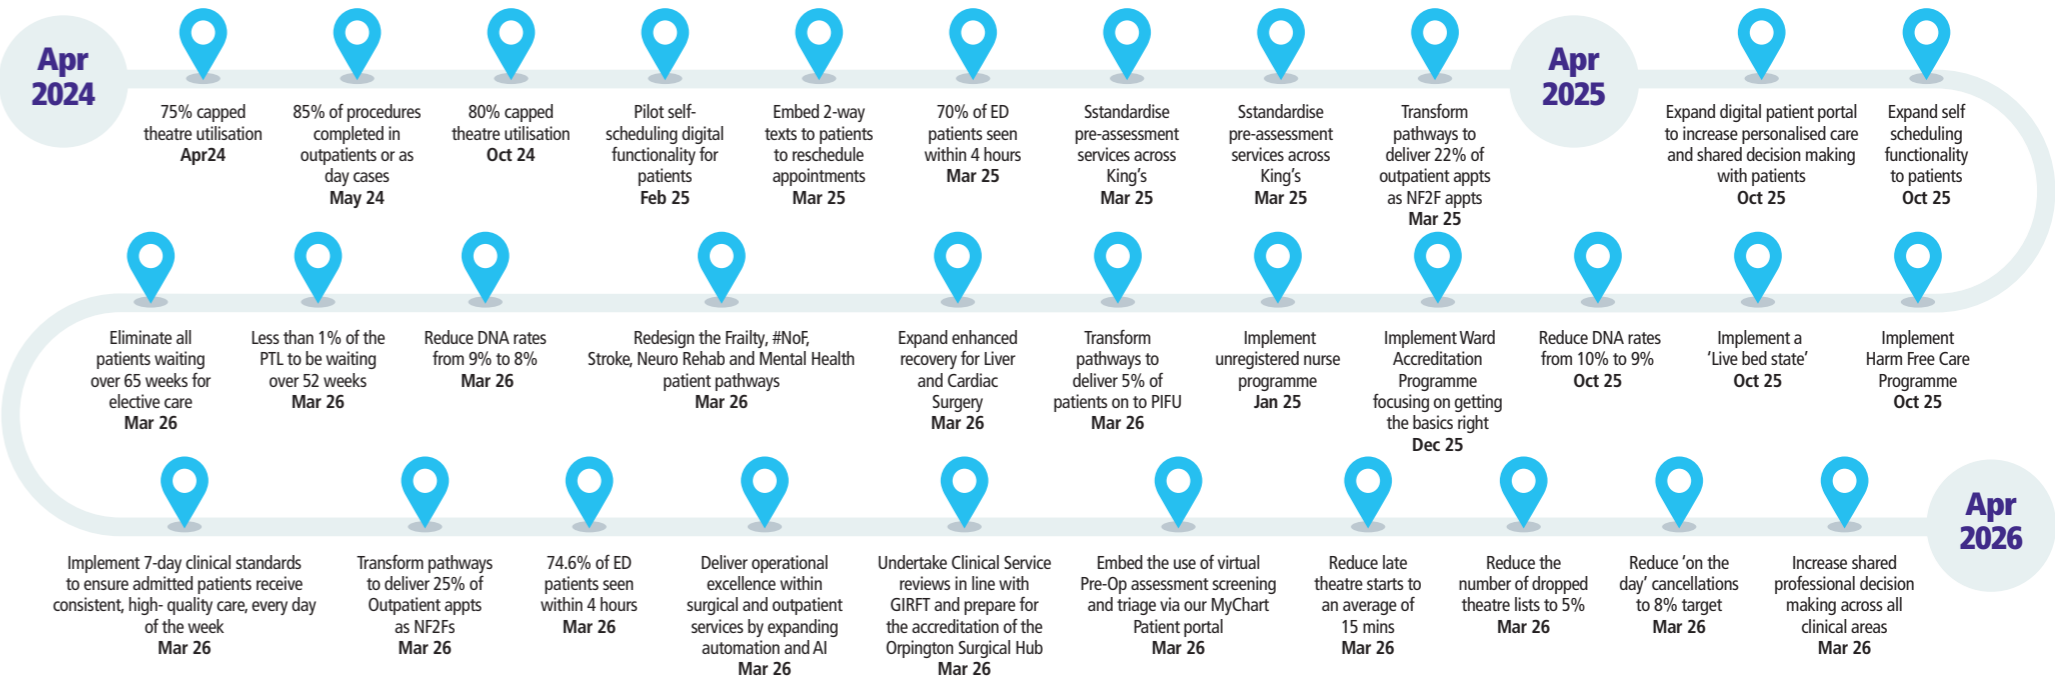 Apr
2024
75% capped
theatre utilisation
Apr24
85% of procedures
completed in
outpatients or as
day cases
May 24
80% capped
theatre utilisation
Oct 24
Pilot self-
scheduling digital
functionality for
patients
Feb 25
Embed 2-way
texts to patients
to reschedule
appointments
Mar 25
70% of ED
patients seen
within 4 hours
Mar 25
Sstandardise
pre-assessment
services across
King's
Mar 25
Sstandardise
pre-assessment
services across
King's
Mar 25
Transform
pathways to
deliver 22% of
outpatient appts
as NF2F appts
Mar 25
Apr
2025
Expand digital patient portal
to increase personalised care
and shared decision making
with patients
Oct 25
Expand self
scheduling
functionality
to patients
Oct 25
Eliminate all
patients waiting
over 65 weeks for
elective care
Mar 26
Less than 1% of the
PTL to be waiting
over 52 weeks
Mar 26
Reduce DNA rates
from 9% to 8%
Mar 26
Redesign the Frailty, #NoF,
Stroke, Neuro Rehab and Mental Health
patient pathways
Mar 26
Expand enhanced
recovery for Liver
and Cardiac
Surgery
Mar 26
Transform
pathways to
deliver 5% of
patients on to PIFU
Mar 26
Implement
unregistered nurse
programme
Jan 25
Implement Ward
Accreditation
Programme
focusing on getting
the basics right
Dec 25
Reduce DNA rates
from 10% to 9%
Oct 25
Implement a
'Live bed state'
Oct 25
Implement
Harm Free Care
Programme
Oct 25
Implement 7-day clinical standards
to ensure admitted patients receive
consistent, high- quality care, every day
of the week
Mar 26
Transform pathways
to deliver 25% of
Outpatient appts
as NF2Fs
Mar 26
74.6% of ED
patients seen
within 4 hours
Mar 26
Deliver operational
excellence within
surgical and outpatient
services by expanding
automation and AI
Mar 26
Undertake Clinical Service
reviews in line with
GIRFT and prepare for
the accreditation of the
Orpington Surgical Hub
Mar 26
Embed the use of virtual
Pre-Op assessment screening
and triage via our MyChart
Patient portal
Mar 26
Reduce late
theatre starts to
an average of
15 mins
Mar 26
Reduce the
number of dropped
theatre lists to 5%
Mar 26
Reduce 'on the
day' cancellations
to 8% target
Mar 26
Increase shared
professional decision
making across all
clinical areas
Mar 26
Apr
2026